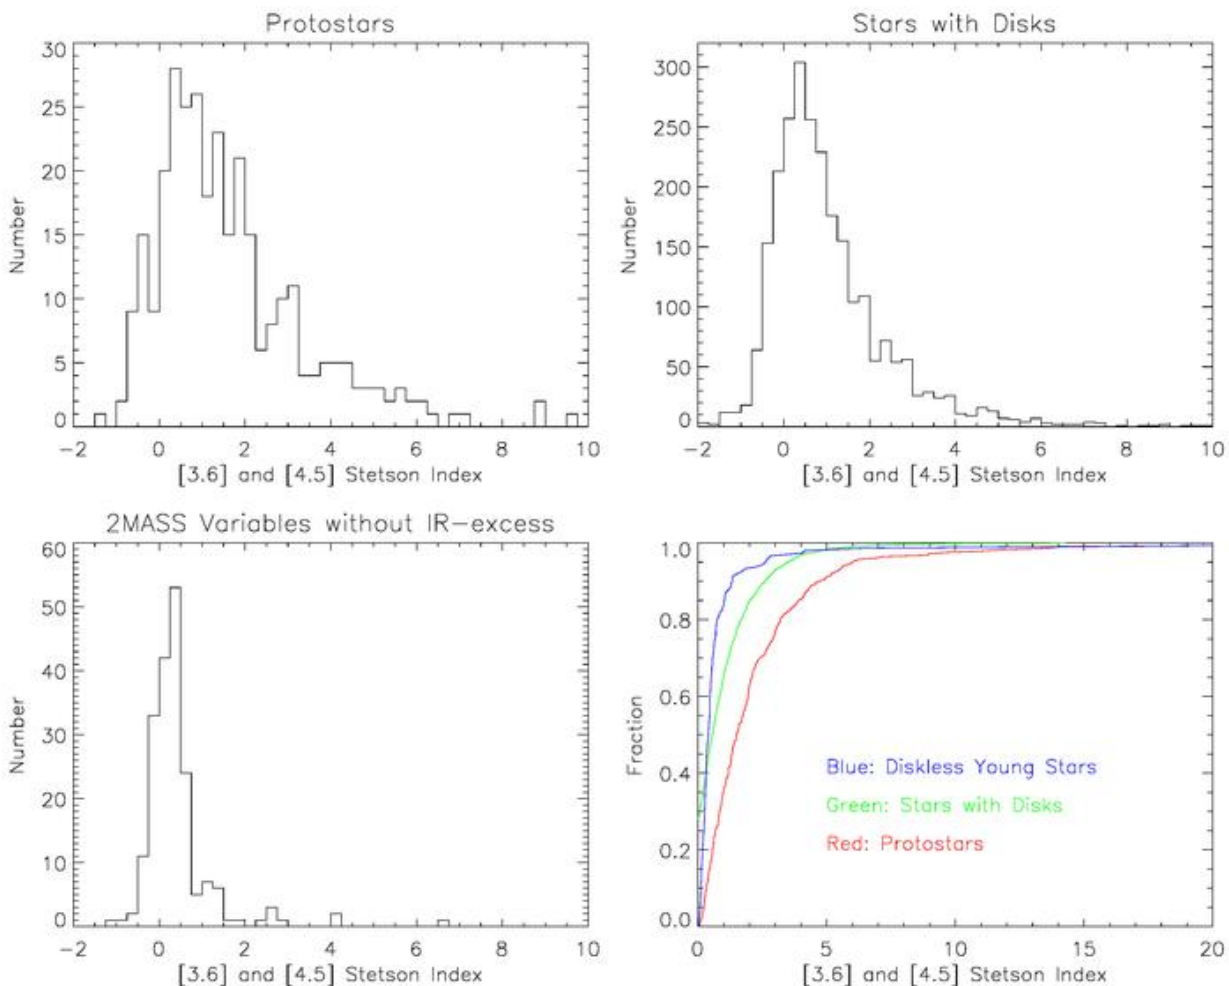 Protostars
30
25
20
15
10
5
0
Number
-2 0 2 4 6 8 10
[3.6] and [4.5] Stetson Index
Stars with Disks
300
250
200
150
100
50
0
Number
-2 0 2 4 6 8 10
[3.6] and [4.5] Stetson Index
2MASS Variables without IR-excess
60
50
40
30
20
10
0
Number
-2 0 2 4 6 8 10
[3.6] and [4.5] Stetson Index
1.0
0.8
0.6
0.4
0.2
0.0
Fraction
Blue: Diskless Young Stars
Green: Stars with Disks
Red: Protostars
0 5 10 15 20
[3.6] and [4.5] Stetson Index